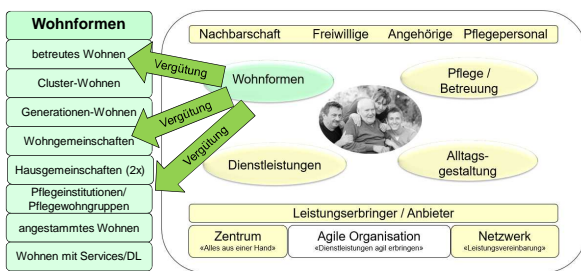 Wohnformen
betreutes Wohnen
Cluster-Wohnen
Generationen-Wohnen
Wohngemeinschaften
Hausgemeinschaften (2x)
Pflegeinstitutionen/
Pflegewohngruppen
angestammtes Wohnen
Wohnen mit Services/DL
Vergütung
Vergütung
Vergütung
Nachbarschaft Freiwillige Angehörige Pflegepersonal
Wohnformen
Pflege /
Betreuung
Dienstleistungen
Alltags-
gestaltung
Leistungserbringer / Anbieter
Zentrum
«Alles aus einer Hand»
Agile Organisation
«Dienstleistungen agil erbringen»
Netzwerk
«Leistungsvereinbarung»